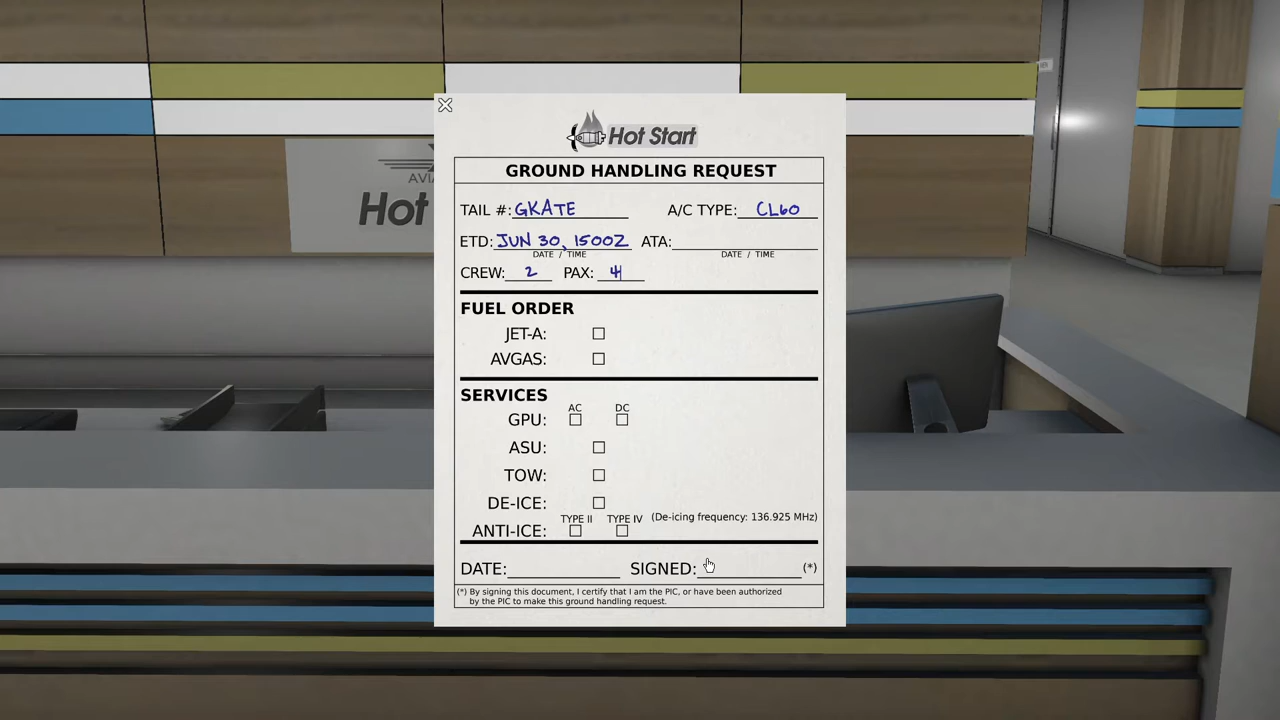 AVI
Hot
Hot Start
GROUND HANDLING REQUEST
TAIL #: GKATE A/C TYPE: CL60
ETD: JUN 30, 1500Z ATA:
DATE / TIME DATE / TIME
CREW: 2 PAX: 4
FUEL ORDER
JET-A:
AVGAS:
SERVICES
AC DC
GPU:
ASU:
TOW:
DE-ICE:
TYPE II TYPE IV (De-icing frequency: 136.925 MHz)
ANTI-ICE:
DATE: SIGNED: (*)
(*) By signing this document, I certify that I am the PIC, or have been authorized
by the PIC to make this ground handling request.